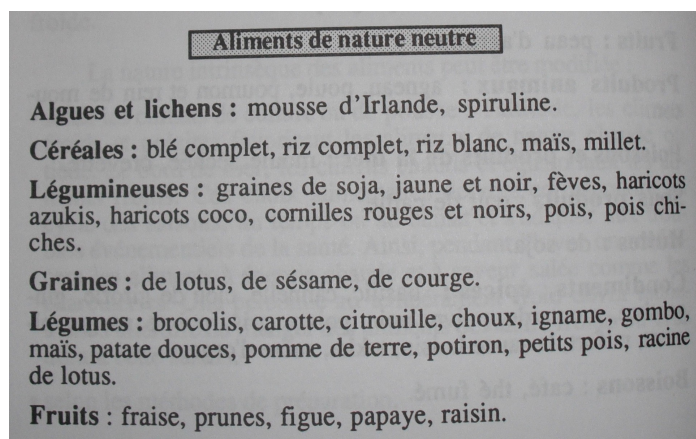 froide.
Aliments de nature neutre
Algues et lichens : mousse d'Irlande, spiruline.
Céréales : blé complet, riz complet, riz blanc, maïs, millet.
Légumineuses : graines de soja, jaune et noir, fèves, haricots
azukis, haricots coco, cornilles rouges et noirs, pois, pois chi-
ches.
Graines : de lotus, de sésame, de courge.
Légumes : brocolis, carotte, citrouille, choux, igname, gombo,
maïs, patate douces, pomme de terre, potiron, petits pois, racine
de lotus.
Fruits : fraise, prunes, figue, papaye, raisin.